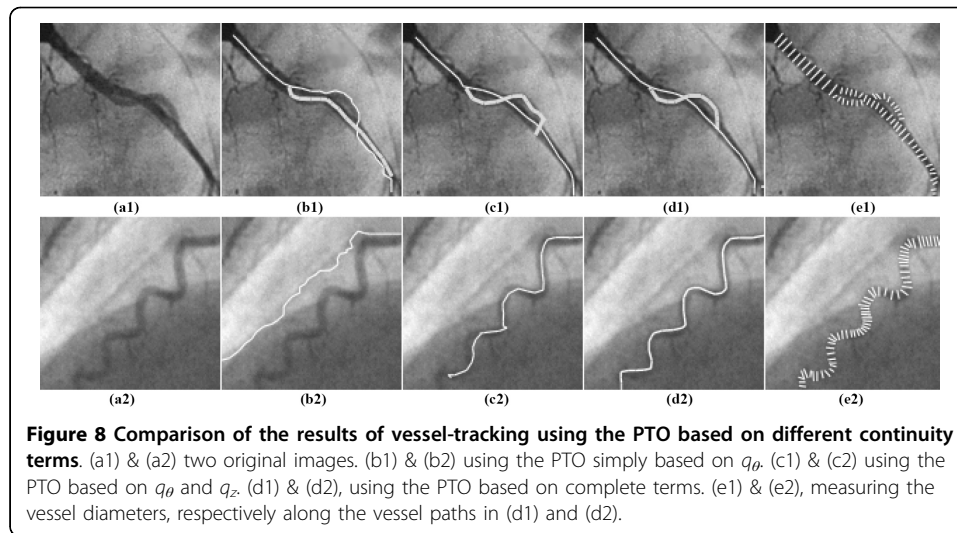 (a1) (b1) (c1) (d1) (e1)
(a2) (b2) (c2) (d2) (e2)
Figure 8 Comparison of the results of vessel-tracking using the PTO based on different continuity
terms. (a1) & (a2) two original images. (b1) & (b2) using the PTO simply based on qθ. (c1) & (c2) using the
PTO based on qθ and qz. (d1) & (d2), using the PTO based on complete terms. (e1) & (e2), measuring the
vessel diameters, respectively along the vessel paths in (d1) and (d2).